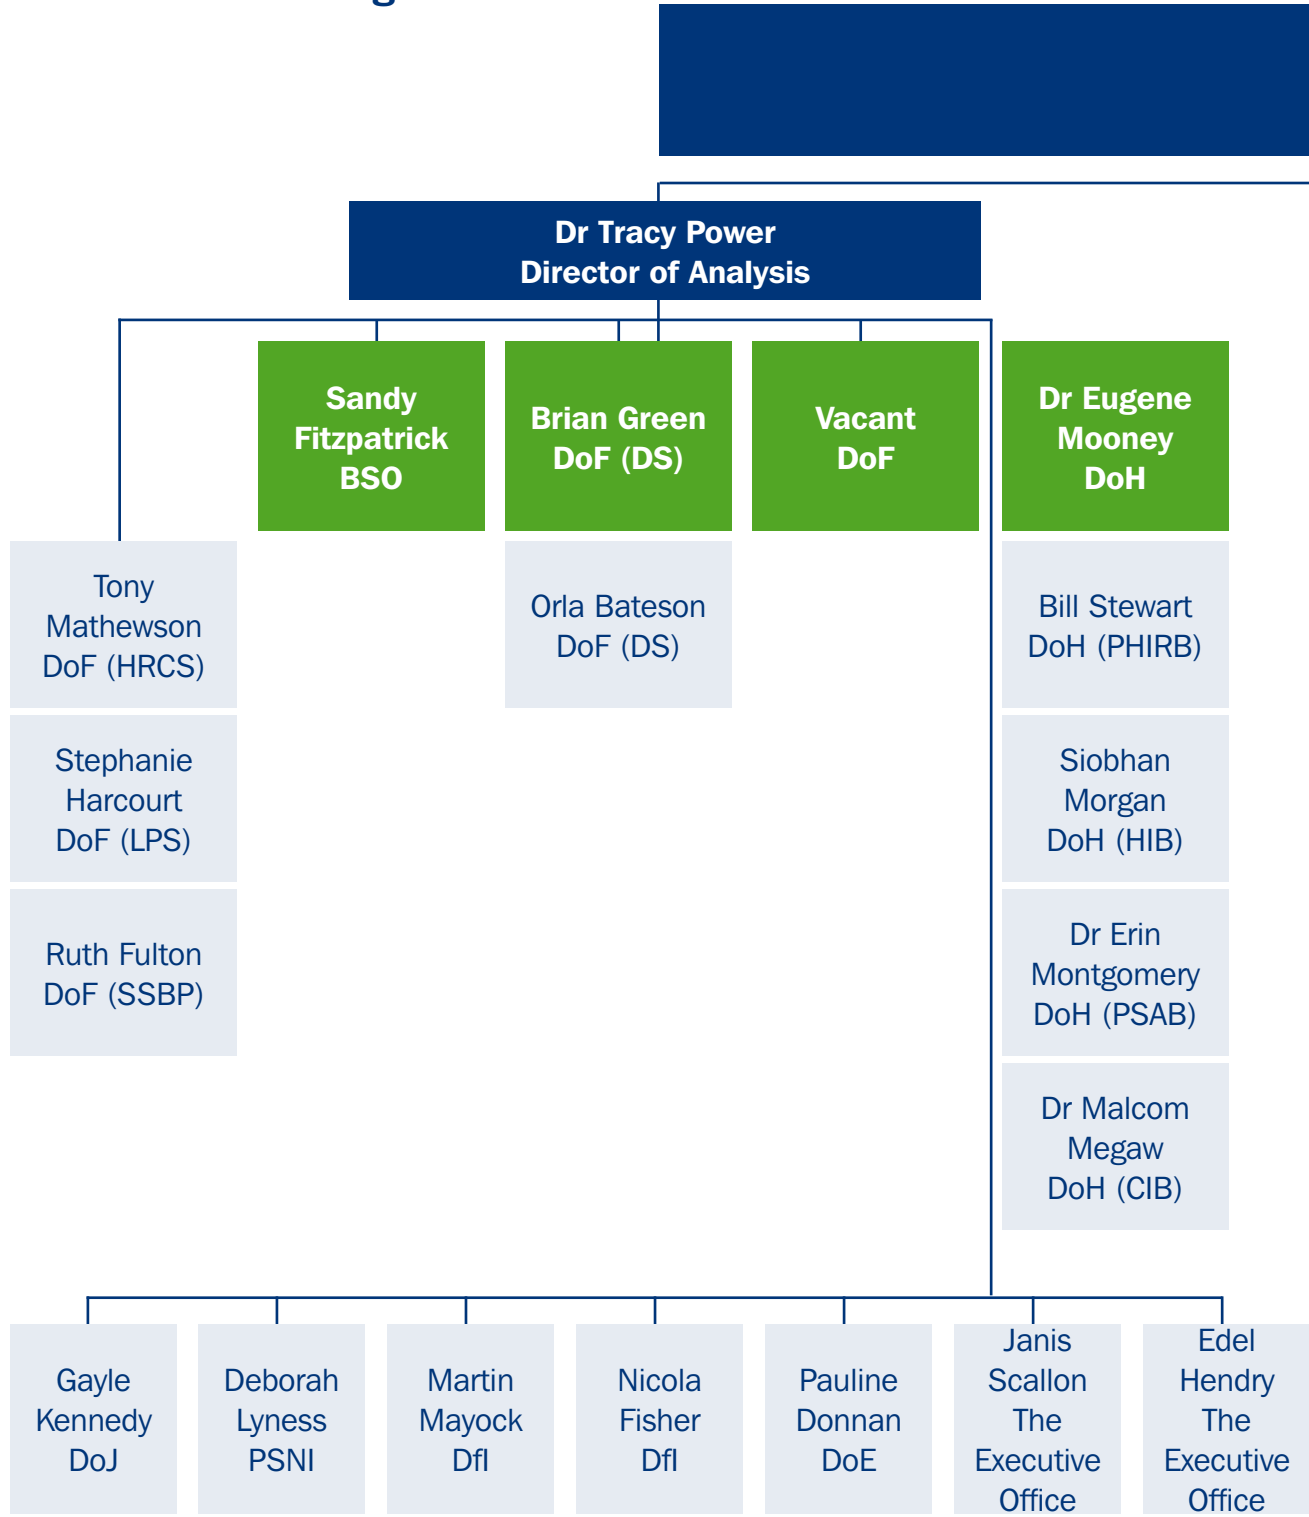 Dr Tracy Power
Director of Analysis
Sandy
Fitzpatrick
BSO
Brian Green
DoF (DS)
Vacant
DoF
Dr Eugene
Mooney
DoH
Tony
Mathewson
DoF (HRCS)
Orla Bateson
DoF (DS)
Bill Stewart
DoH (PHIRB)
Stephanie
Harcourt
DoF (LPS)
Siobhan
Morgan
DoH (HIB)
Ruth Fulton
DoF (SSBP)
Dr Erin
Montgomery
DoH (PSAB)
Dr Malcom
Megaw
DoH (CIB)
Gayle
Kennedy
DoJ
Deborah
Lyness
PSNI
Martin
Mayock
DfI
Nicola
Fisher
DfI
Pauline
Donnan
DoE
Janis
Scallon
The
Executive
Office
Edel
Hendry
The
Executive
Office